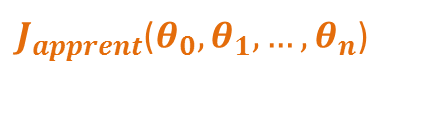 J_apprent(θ_0, θ_1, ..., θ_n)